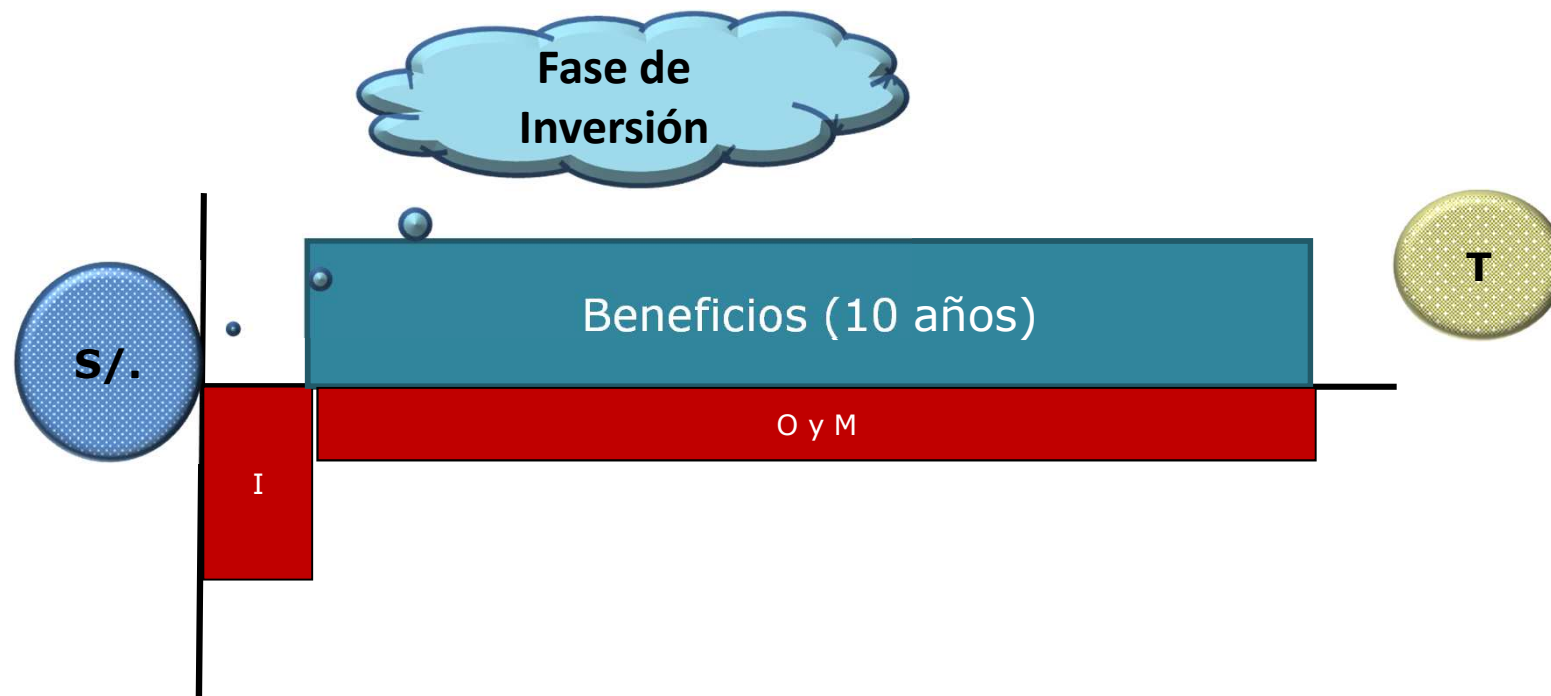 Fase de
Inversión
T
Beneficios (10 años)
S/.
O y M
I